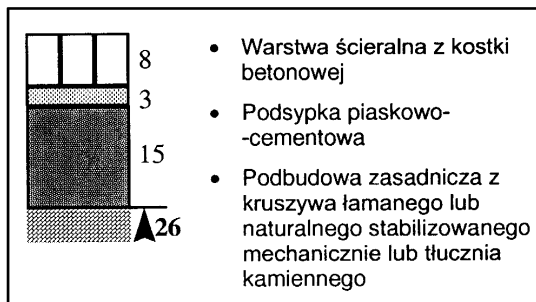 8
3
15
26
• Warstwa ścieralna z kostki
betonowej
• Podsypka piaskowo-
-cementowa
• Podbudowa zasadnicza z
kruszywa łamanego lub
naturalnego stabilizowanego
mechanicznie lub tłucznia
kamiennego